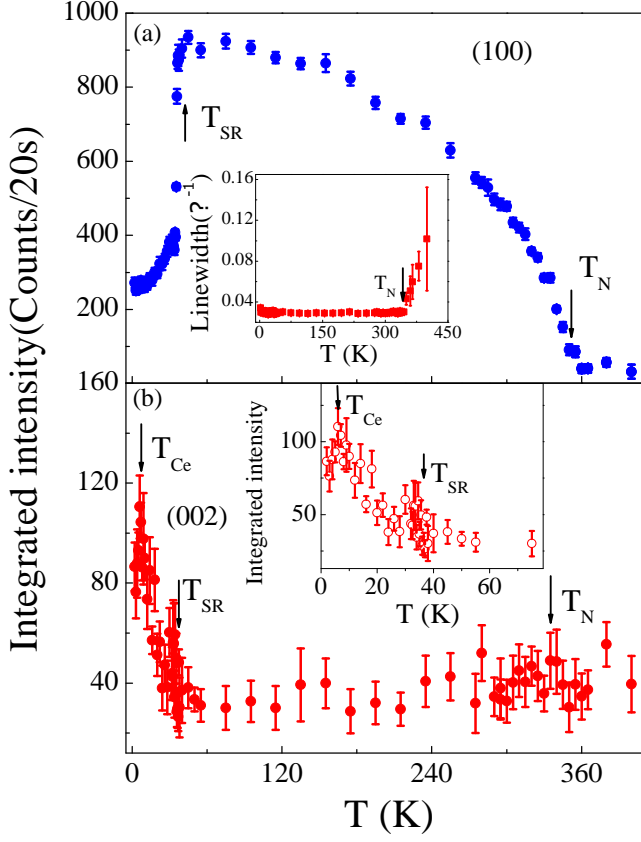 1000
(a)
(100)
800
T_SR
600
0.16
0.12
Linewidth(?^-1)
0.08
T_N
0.04
400
0
150
300
450
T (K)
200
T_N
160
Integrated intensity(Counts/20s)
(b)
T_Ce
Integrated intensity
T_Ce
120
100
(002)
T_SR
80
50
T_SR
0
20
40
60
T (K)
T_N
40
0
120
240
360
T (K)